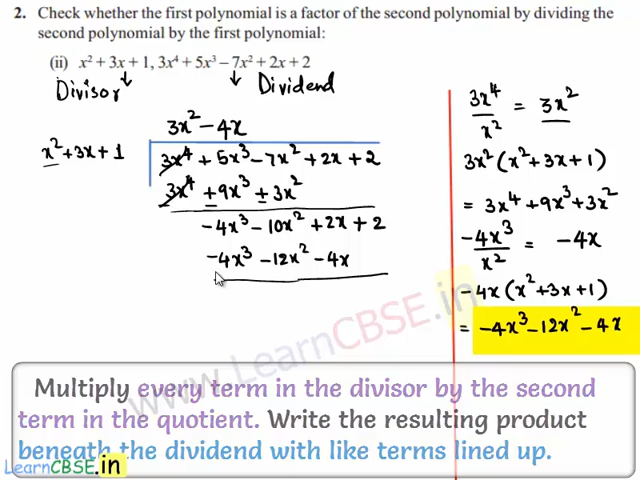 2. Check whether the first polynomial is a factor of the second polynomial by dividing the
second polynomial by the first polynomial:
(ii) x² + 3x + 1, 3x⁴ + 5x³ – 7x² + 2x + 2
Divisor Dividend
3x² - 4x
x² + 3x + 1 3x⁴ + 5x³ - 7x² + 2x + 2
3x⁴ + 9x³ + 3x²
-4x³ - 10x² + 2x + 2
-4x³ - 12x² - 4x
3x⁴/x² = 3x²
3x² (x² + 3x + 1)
= 3x⁴ + 9x³ + 3x²
-4x³/x² = -4x
-4x (x² + 3x + 1)
= -4x³ - 12x² - 4x
www.LearnCBSE.in
Multiply every term in the divisor by the second
term in the quotient. Write the resulting product
beneath the dividend with like terms lined up.
LearnCBSE.in